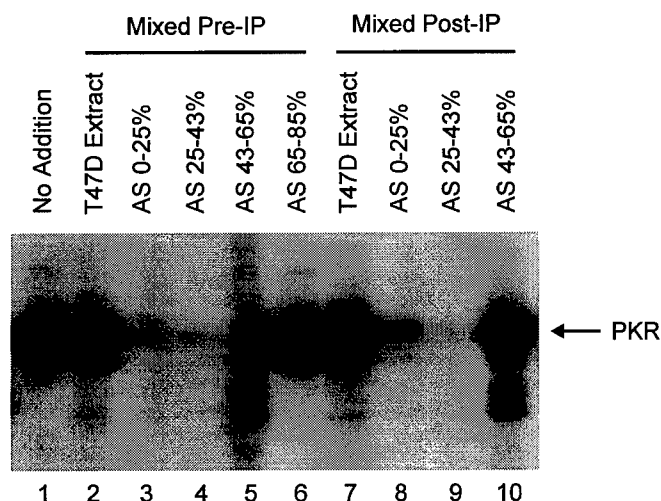 Mixed Pre-IP
Mixed Post-IP
No Addition
T47D Extract
AS 0-25%
AS 25-43%
AS 43-65%
AS 65-85%
T47D Extract
AS 0-25%
AS 25-43%
AS 43-65%
PKR
1 2 3 4 5 6 7 8 9 10